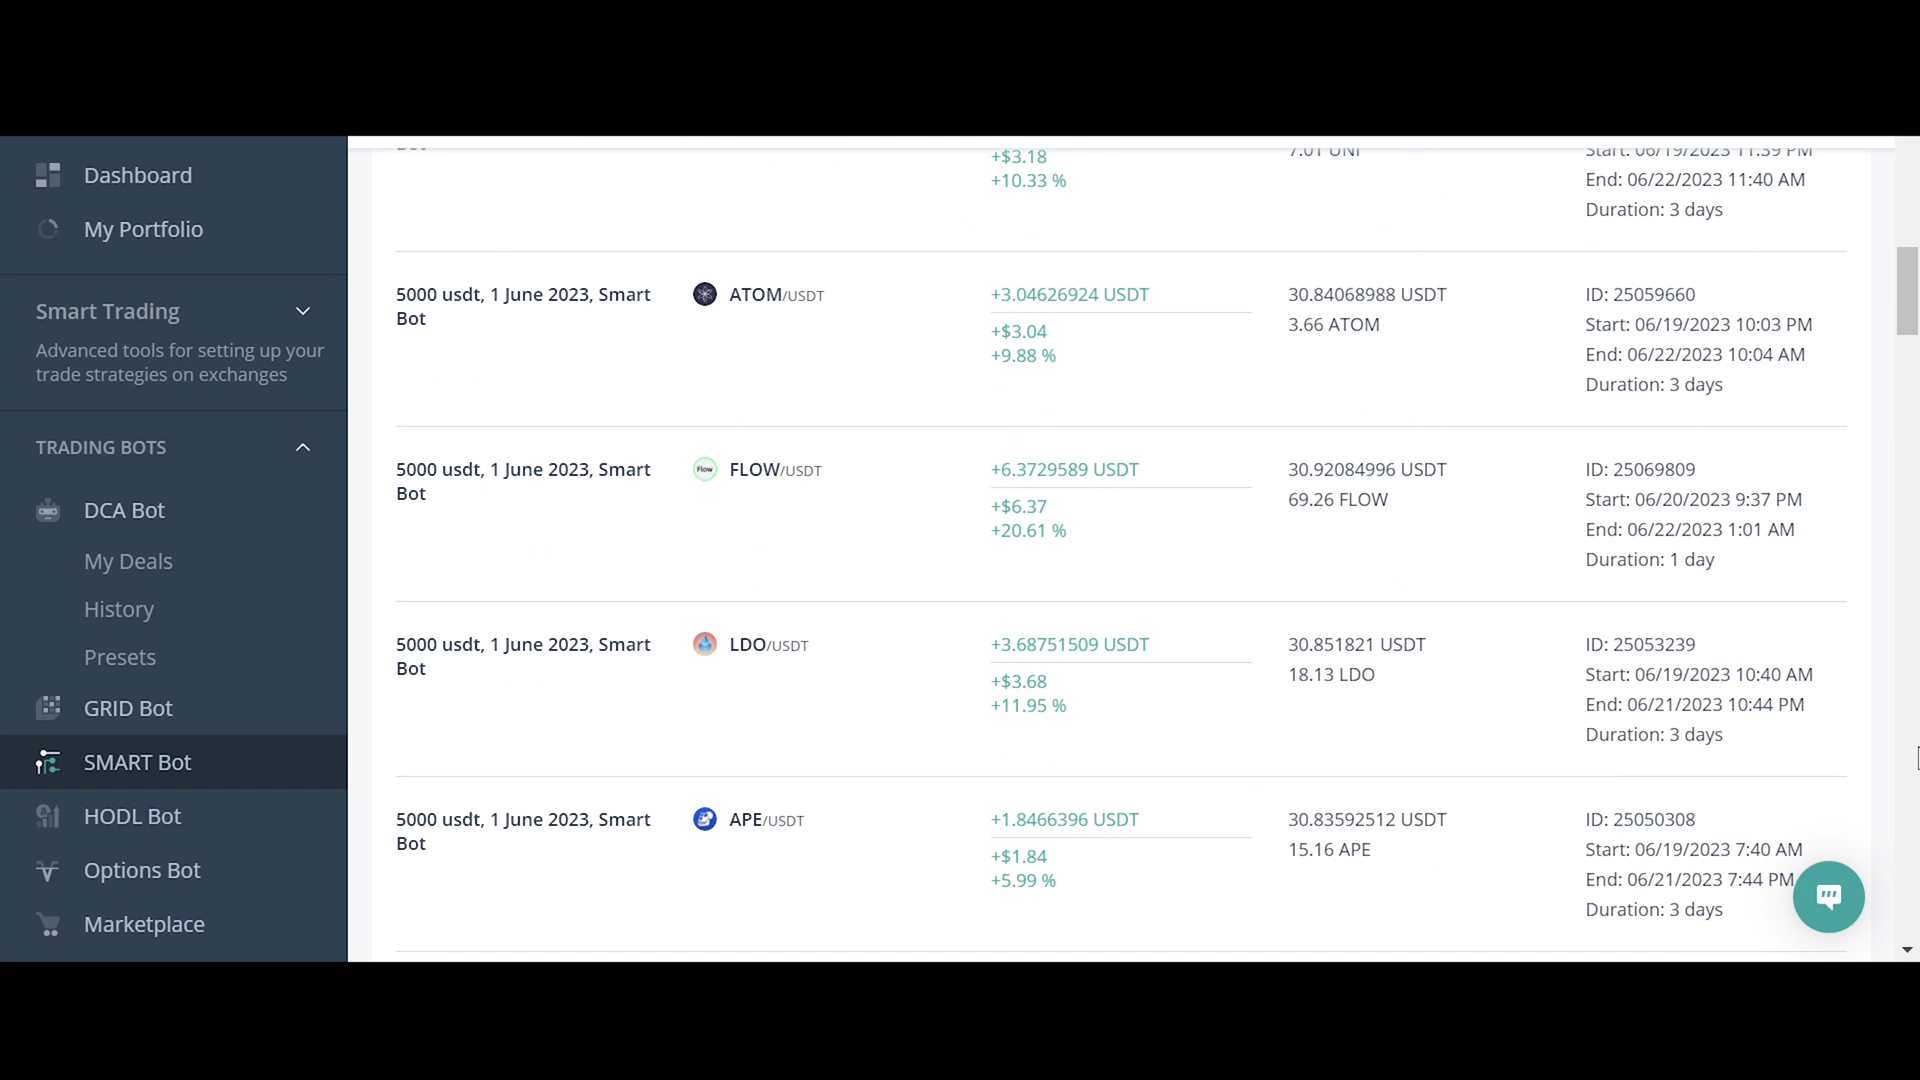 Dashboard
My Portfolio
Smart Trading
Advanced tools for setting up your
trade strategies on exchanges
TRADING BOTS
DCA Bot
My Deals
History
Presets
GRID Bot
SMART Bot
HODL Bot
Options Bot
Marketplace
+$3.18
+10.33 %
7.01 UNI
Start: 06/19/2023 11:39 PM
End: 06/22/2023 11:40 AM
Duration: 3 days
5000 usdt, 1 June 2023, Smart
Bot
ATOM/USDT
+3.04626924 USDT
+$3.04
+9.88 %
30.84068988 USDT
3.66 ATOM
ID: 25059660
Start: 06/19/2023 10:03 PM
End: 06/22/2023 10:04 AM
Duration: 3 days
5000 usdt, 1 June 2023, Smart
Bot
Flow
FLOW/USDT
+6.3729589 USDT
+$6.37
+20.61 %
30.92084996 USDT
69.26 FLOW
ID: 25069809
Start: 06/20/2023 9:37 PM
End: 06/22/2023 1:01 AM
Duration: 1 day
5000 usdt, 1 June 2023, Smart
Bot
LDO/USDT
+3.68751509 USDT
+$3.68
+11.95 %
30.851821 USDT
18.13 LDO
ID: 25053239
Start: 06/19/2023 10:40 AM
End: 06/21/2023 10:44 PM
Duration: 3 days
5000 usdt, 1 June 2023, Smart
Bot
APE/USDT
+1.8466396 USDT
+$1.84
+5.99 %
30.83592512 USDT
15.16 APE
ID: 25050308
Start: 06/19/2023 7:40 AM
End: 06/21/2023 7:44 PM
Duration: 3 days